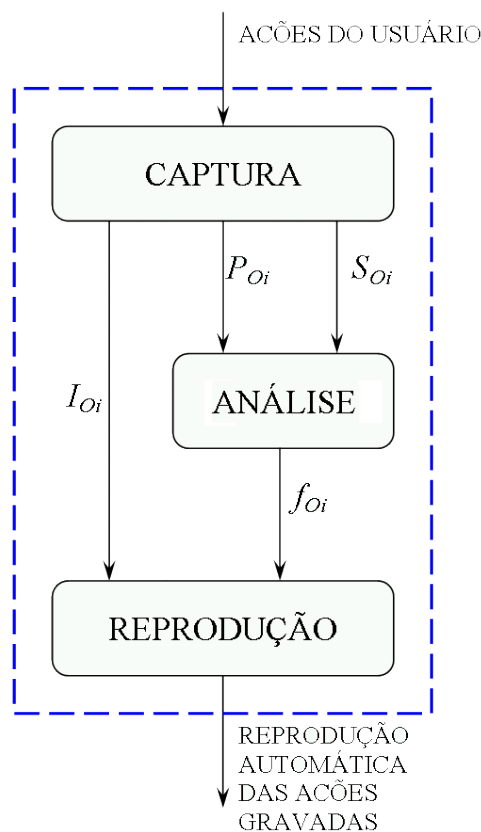 ACÕES DO USUÁRIO
CAPTURA
P_Oi
S_Oi
I_Oi
ANÁLISE
f_Oi
REPRODUÇÃO
REPRODUÇÃO
AUTOMÁTICA
DAS ACÕES
GRAVADAS